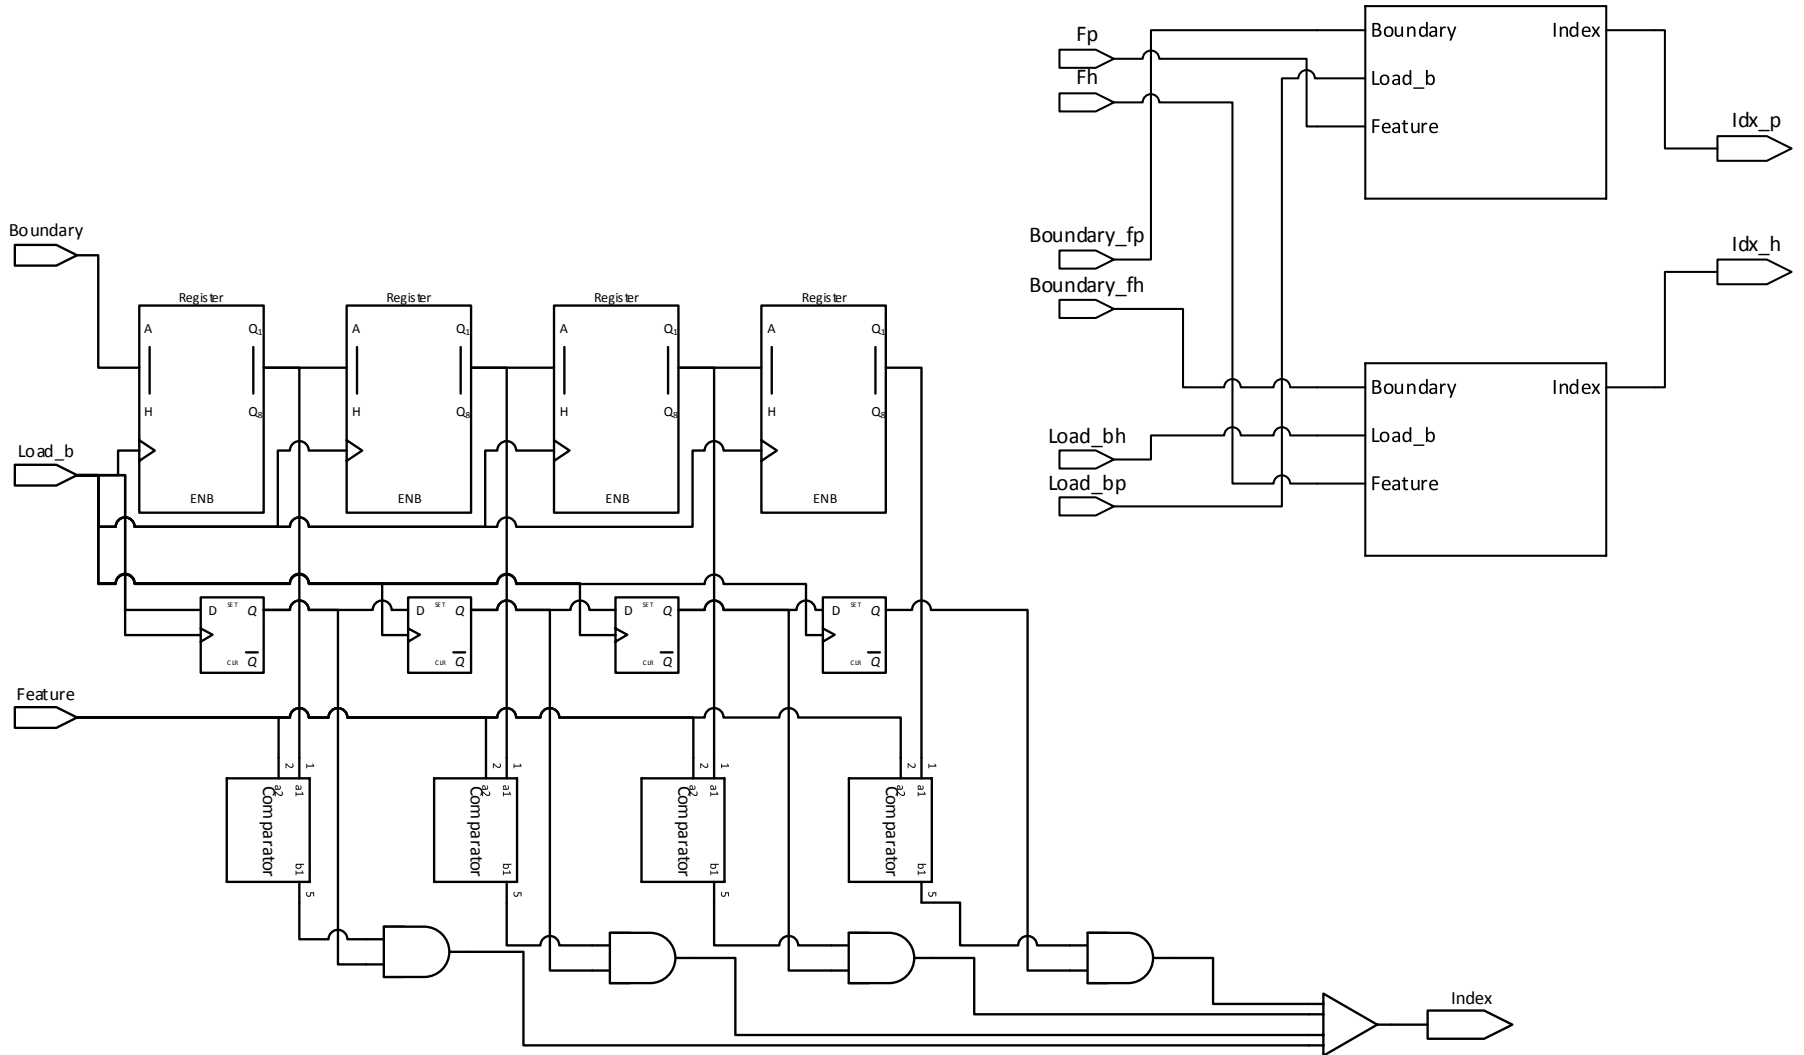 Fp
Fh
Boundary_fp
Boundary_fh
Load_bh
Load_bp
Boundary Index
Load_b
Feature
Idx_p
Idx_h
Boundary Index
Load_b
Feature
Boundary
Load_b
Feature
Register Register Register Register
A Q1 A Q1 A Q1 A Q1
H Q8 H Q8 H Q8 H Q8
ENB ENB ENB ENB
D SET Q D SET Q D SET Q D SET Q
CLR Q CLR Q CLR Q CLR Q
2 1 2 1 2 1 2 1
a2 a1 a2 a1 a2 a1 a2 a1
Comparator Comparator Comparator Comparator
b1 b1 b1 b1
5 5 5 5
Index